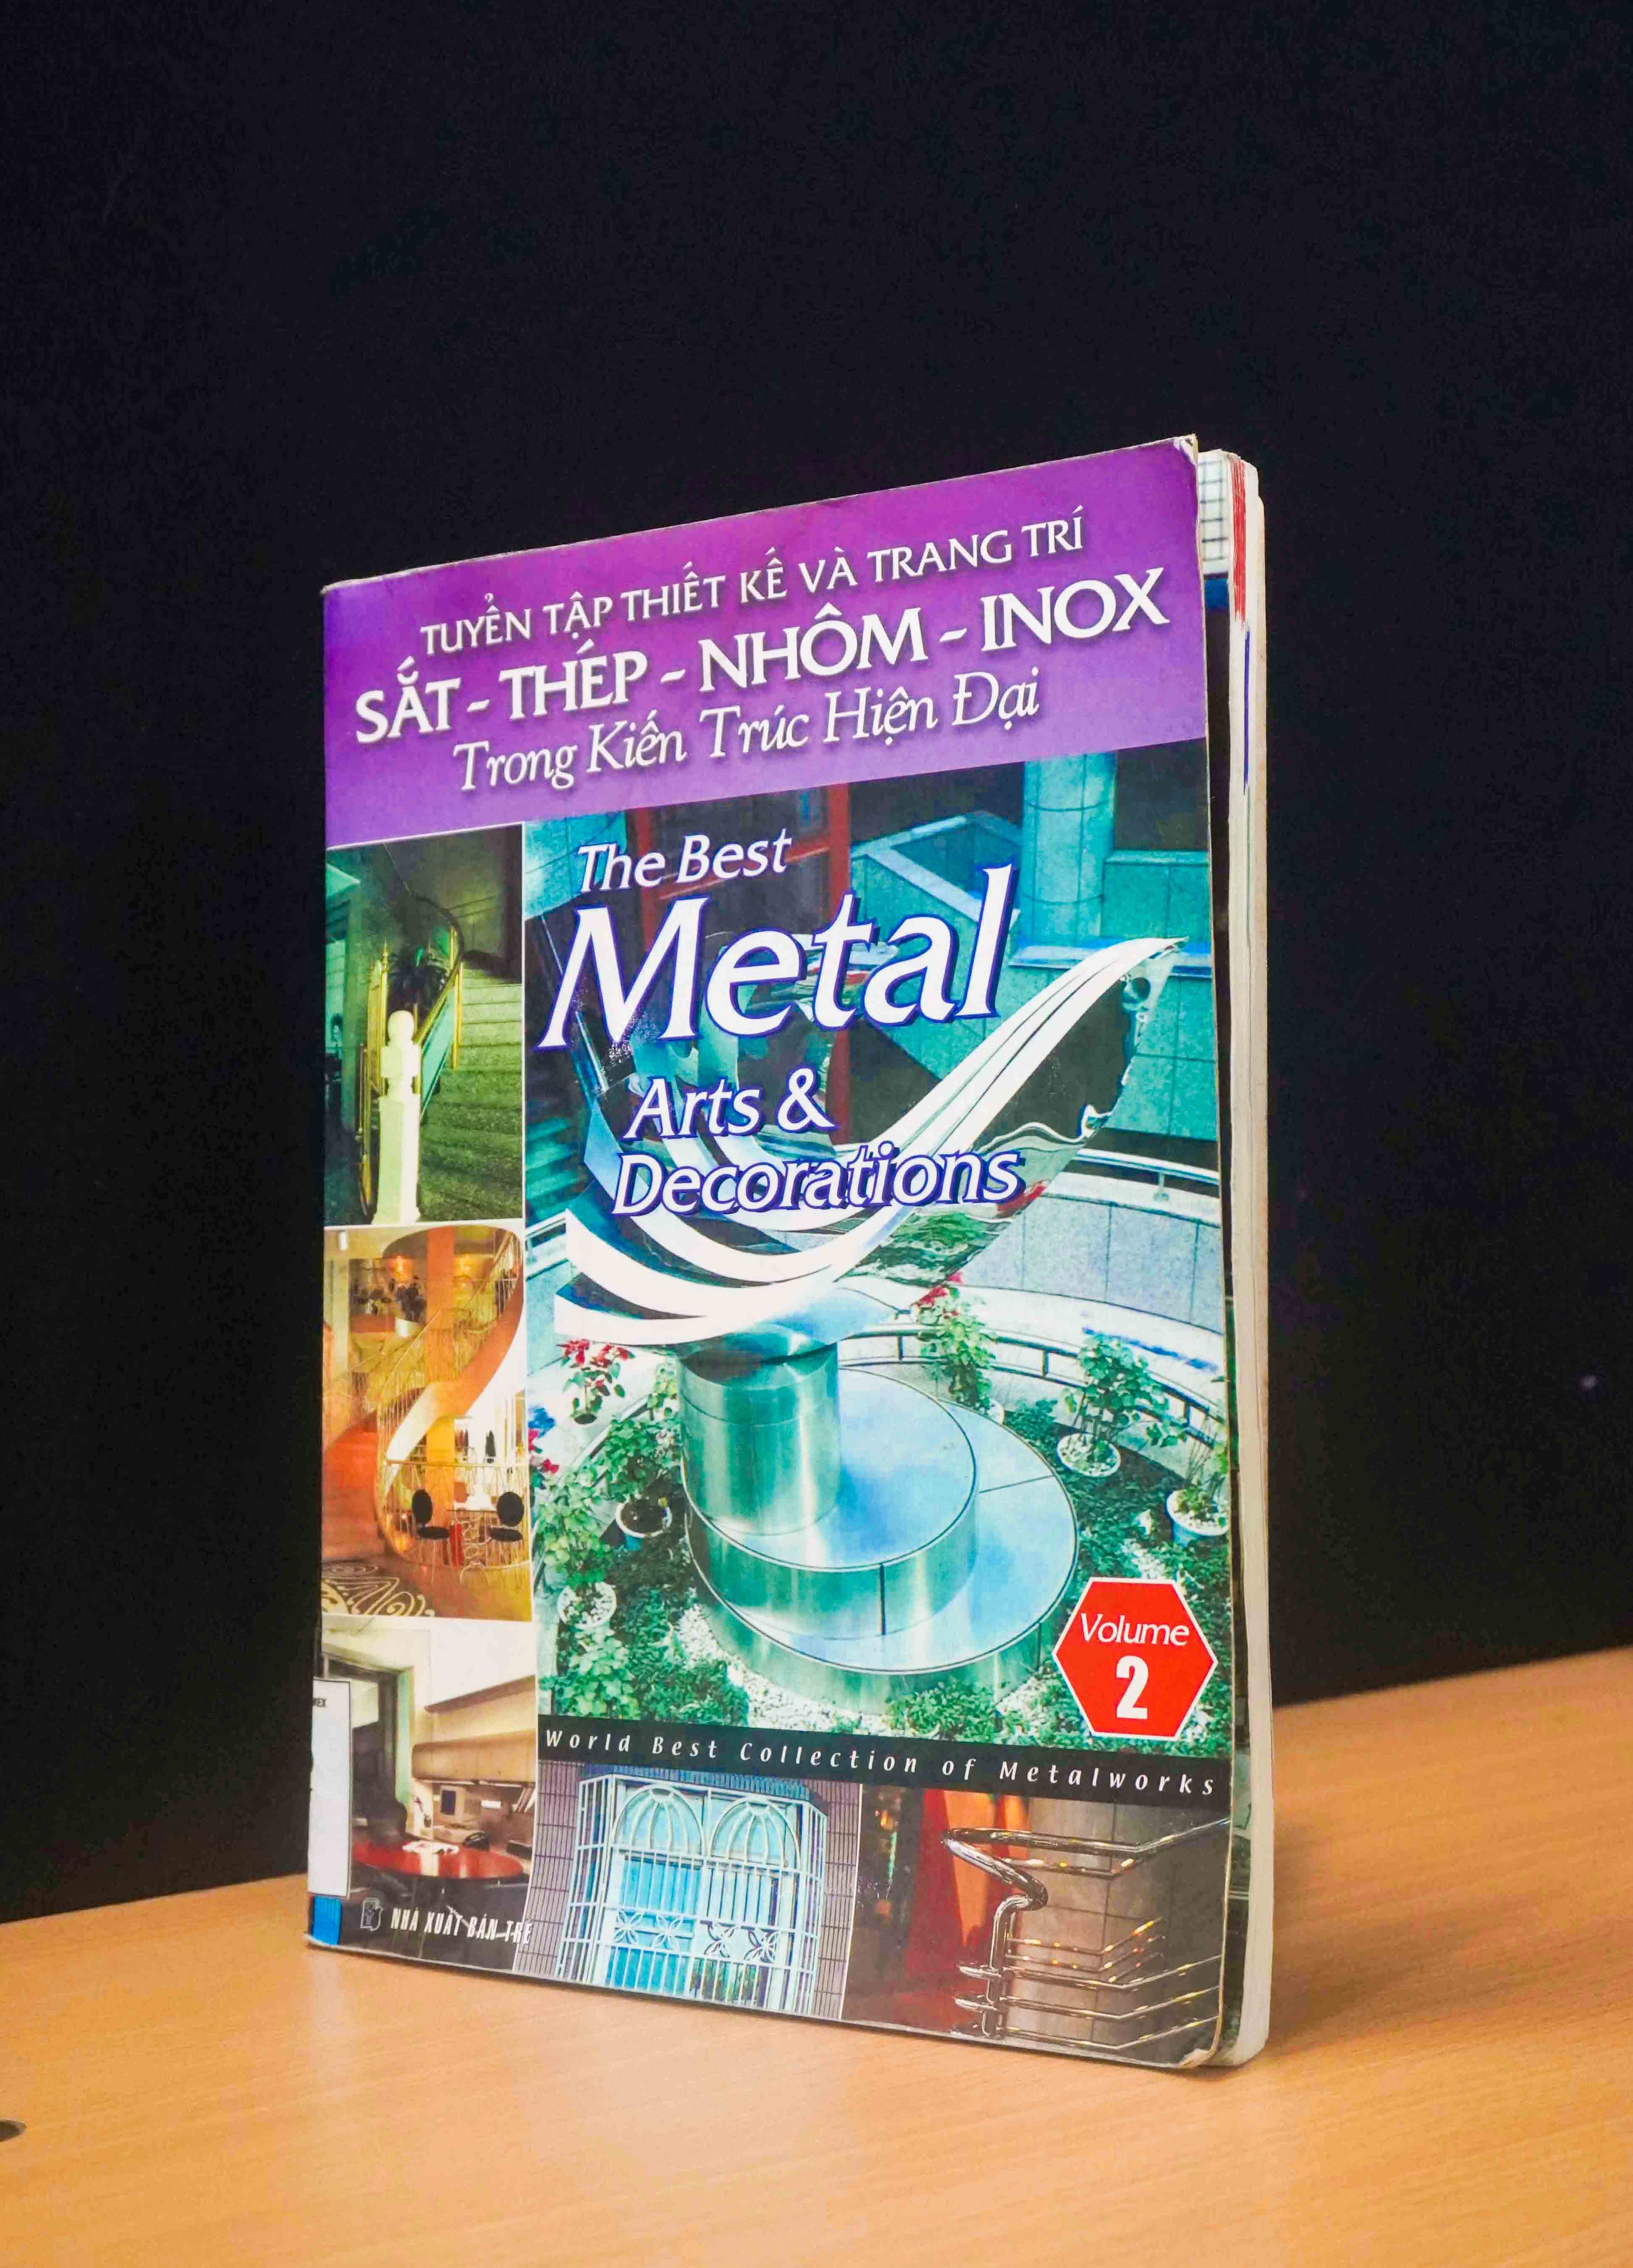 TUYỂN TẬP THIẾT KẾ VÀ TRANG TRÍ
SẮT - THÉP - NHÔM - INOX
Trong Kiến Trúc Hiện Đại
The Best
Metal
Arts &
Decorations
Volume
2
World Best Collection of Metalworks
NHÀ XUẤT BẢN TRẺ